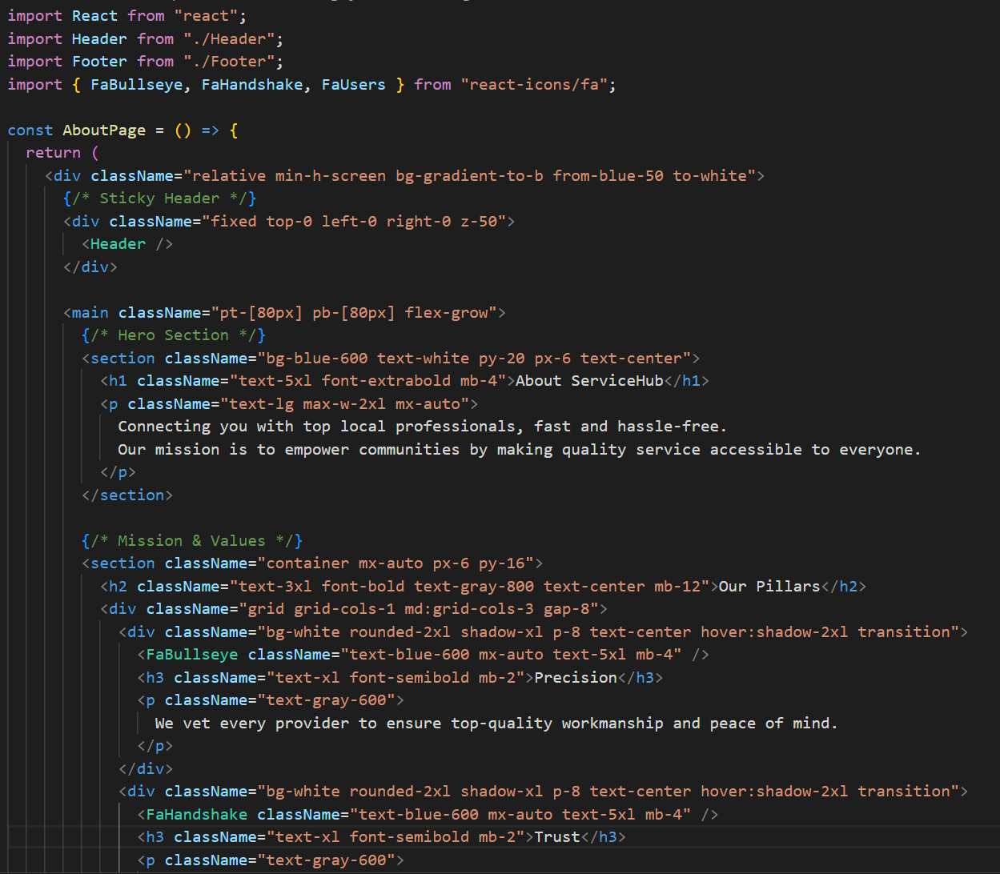 import React from "react";
import Header from "./Header";
import Footer from "./Footer";
import { FaBullseye, FaHandshake, FaUsers } from "react-icons/fa";

const AboutPage = () => {
  return (
    <div className="relative min-h-screen bg-gradient-to-b from-blue-50 to-white">
      {/* Sticky Header */}
      <div className="fixed top-0 left-0 right-0 z-50">
        <Header />
      </div>

      <main className="pt-[80px] pb-[80px] flex-grow">
        {/* Hero Section */}
        <section className="bg-blue-600 text-white py-20 px-6 text-center">
          <h1 className="text-5xl font-extrabold mb-4">About ServiceHub</h1>
          <p className="text-lg max-w-2xl mx-auto">
            Connecting you with top local professionals, fast and hassle-free.
            Our mission is to empower communities by making quality service accessible to everyone.
          </p>
        </section>

        {/* Mission & Values */}
        <section className="container mx-auto px-6 py-16">
          <h2 className="text-3xl font-bold text-gray-800 text-center mb-12">Our Pillars</h2>
          <div className="grid grid-cols-1 md:grid-cols-3 gap-8">
            <div className="bg-white rounded-2xl shadow-xl p-8 text-center hover:shadow-2xl transition">
              <FaBullseye className="text-blue-600 mx-auto text-5xl mb-4" />
              <h3 className="text-xl font-semibold mb-2">Precision</h3>
              <p className="text-gray-600">
                We vet every provider to ensure top-quality workmanship and peace of mind.
              </p>
            </div>
            <div className="bg-white rounded-2xl shadow-xl p-8 text-center hover:shadow-2xl transition">
              <FaHandshake className="text-blue-600 mx-auto text-5xl mb-4" />
              <h3 className="text-xl font-semibold mb-2">Trust</h3>
              <p className="text-gray-600">